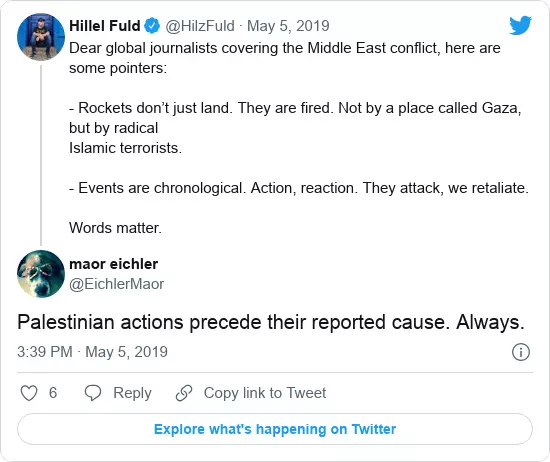 Hillel Fuld @HilzFuld · May 5, 2019
Dear global journalists covering the Middle East conflict, here are
some pointers:
- Rockets don’t just land. They are fired. Not by a place called Gaza,
but by radical
Islamic terrorists.
- Events are chronological. Action, reaction. They attack, we retaliate.
Words matter.
maor eichler
@EichlerMaor
Palestinian actions precede their reported cause. Always.
3:39 PM · May 5, 2019
6 Reply Copy link to Tweet
Explore what's happening on Twitter